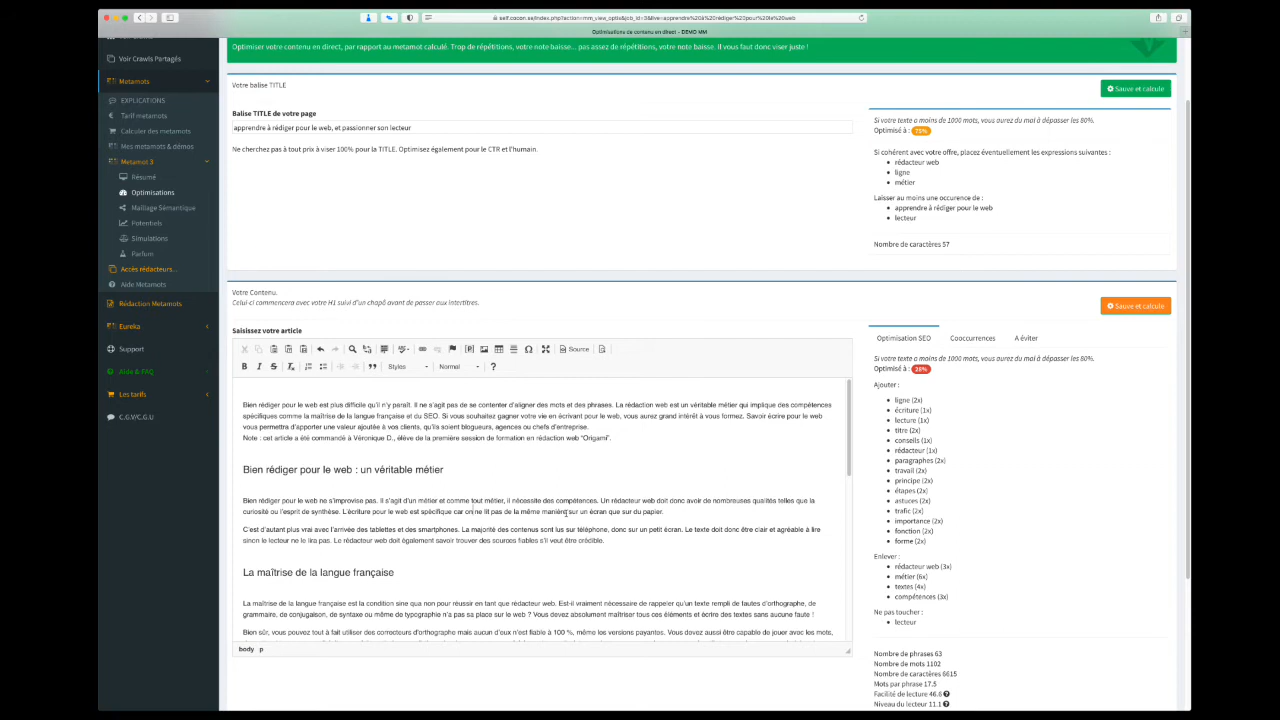 self.cocon.se/index.php?action=mm_view_optis&job_id=3&live=apprendre%20à%20rédiger%20pour%20le%20web
Optimisations de contenu en direct - DEMO MM
Voir Crawls Partagés
Metamots
EXPLICATIONS
Tarif metamots
Calculer des metamots
Mes metamots & démos
Metamot 3
Résumé
Optimisations
Maillage Sémantique
Potentiels
Simulations
Parfum
Accès rédacteurs...
Aide Metamots
Rédaction Metamots
Eureka
Support
Aide & FAQ
Les tarifs
C.G.V/C.G.U
Optimiser votre contenu en direct, par rapport au metamot calculé. Trop de répétitions, votre note baisse... pas assez de répétitions, votre note baisse. Il vous faut donc viser juste !
Votre balise TITLE
Sauve et calcule
Balise TITLE de votre page
apprendre à rédiger pour le web, et passionner son lecteur
Ne cherchez pas à tout prix à viser 100% pour la TITLE. Optimisez également pour le CTR et l'humain.
Si votre texte a moins de 1000 mots, vous aurez du mal à dépasser les 80%.
Optimisé à : 75%
Si cohérent avec votre offre, placez éventuellement les expressions suivantes :
rédacteur web
ligne
métier
Laisser au moins une occurence de :
apprendre à rédiger pour le web
lecteur
Nombre de caractères 57
Votre Contenu.
Celui-ci commencera avec votre H1 suivi d'un chapô avant de passer aux intertitres.
Sauve et calcule
Saisissez votre article
Source
Styles
Normal
Bien rédiger pour le web est plus difficile qu'il n'y paraît. Il ne s'agit pas de se contenter d'aligner des mots et des phrases. La rédaction web est un véritable métier qui implique des compétences
spécifiques comme la maîtrise de la langue française et du SEO. Si vous souhaitez gagner votre vie en écrivant pour le web, vous aurez grand intérêt à vous formez. Savoir écrire pour le web
vous permettra d'apporter une valeur ajoutée à vos clients, qu'ils soient blogueurs, agences ou chefs d'entreprise.
Note : cet article a été commandé à Véronique D., élève de la première session de formation en rédaction web "Origami".
Bien rédiger pour le web : un véritable métier
Bien rédiger pour le web ne s'improvise pas. Il s'agit d'un métier et comme tout métier, il nécessite des compétences. Un rédacteur web doit donc avoir de nombreuses qualités telles que la
curiosité ou l'esprit de synthèse. L'écriture pour le web est spécifique car on ne lit pas de la même manière sur un écran que sur du papier.
C'est d'autant plus vrai avec l'arrivée des tablettes et des smartphones. La majorité des contenus sont lus sur téléphone, donc sur un petit écran. Le texte doit donc être clair et agréable à lire
sinon le lecteur ne le lira pas. Le rédacteur web doit également savoir trouver des sources fiables s'il veut être crédible.
La maîtrise de la langue française
La maîtrise de la langue française est la condition sine qua non pour réussir en tant que rédacteur web. Est-il vraiment nécessaire de rappeler qu'un texte rempli de fautes d'orthographe, de
grammaire, de conjugaison, de syntaxe ou même de typographie n'a pas sa place sur le web ? Vous devez absolument maîtriser tous ces éléments et écrire des textes sans aucune faute !
Bien sûr, vous pouvez tout à fait utiliser des correcteurs d'orthographe mais aucun d'eux n'est fiable à 100 %, même les versions payantes. Vous devez aussi être capable de jouer avec les mots,
body p
Optimisation SEO
Cooccurrences
A éviter
Si votre texte a moins de 1000 mots, vous aurez du mal à dépasser les 80%.
Optimisé à : 28%
Ajouter :
ligne (2x)
écriture (1x)
lecture (1x)
titre (2x)
conseils (1x)
rédacteur (1x)
paragraphes (2x)
travail (2x)
principe (2x)
étapes (2x)
astuces (2x)
trafic (2x)
importance (2x)
fonction (2x)
forme (2x)
Enlever :
rédacteur web (3x)
métier (6x)
textes (4x)
compétences (3x)
Ne pas toucher :
lecteur
Nombre de phrases 63
Nombre de mots 1102
Nombre de caractères 6615
Mots par phrase 17.5
Facilité de lecture 46.6
Niveau du lecteur 11.1